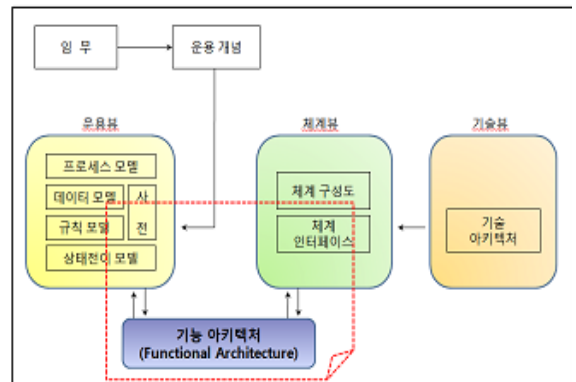 임 무
운용 개념
운용뷰
체계뷰
기술뷰
프로세스 모델
데이터 모델
사
규칙 모델
전
상태전이 모델
체계 구성도
체계
인터페이스
기술
아키텍처
기능 아키텍처
(Functional Architecture)